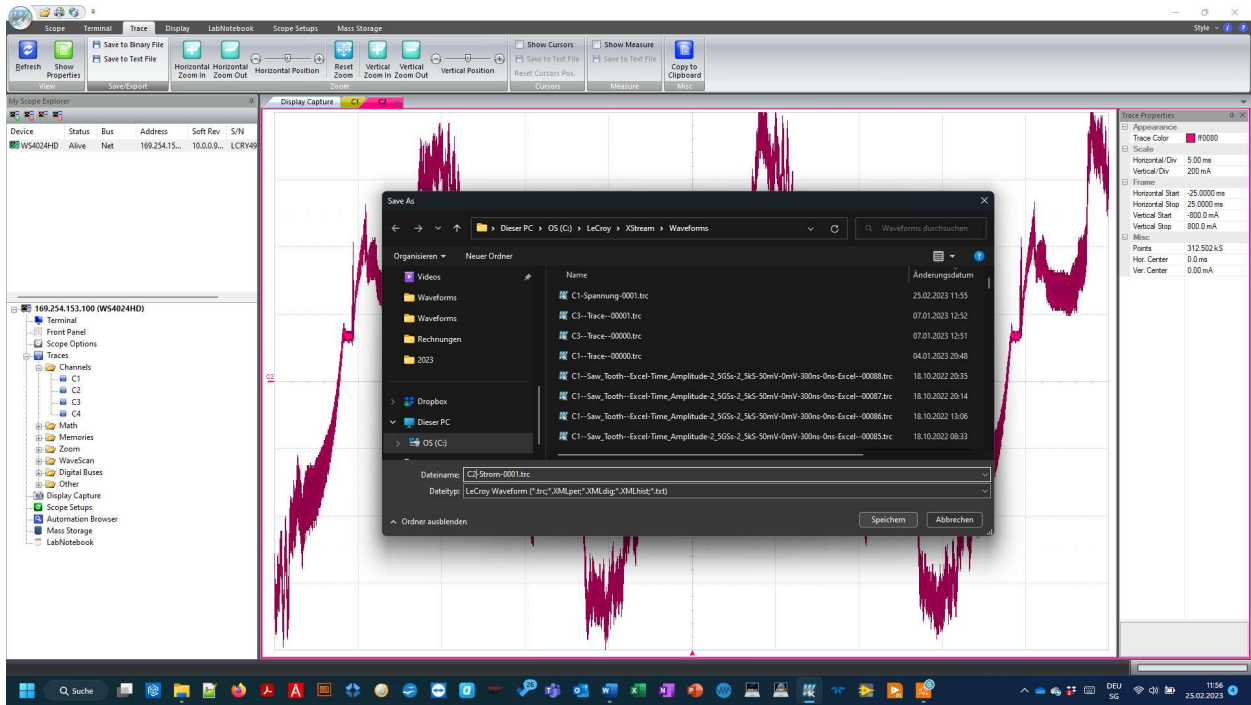 Scope Terminal Trace Display LabNotebook Scope Setups Mass Storage Style
Refresh
Show Properties
View
Save to Binary File
Save to Text File
Save/Export
Horizontal Zoom In
Horizontal Zoom Out
Horizontal Position
Reset Zoom
Vertical Zoom In
Vertical Zoom Out
Vertical Position
Zoom
Show Cursors
Save to Text File
Reset Cursors Pos.
Cursors
Show Measure
Save to Text File
Measure
Copy to Clipboard
Misc
My Scope Explorer
Device Status Bus Address Soft Rev S/N
WS4024HD Alive Net 169.254.15... 10.0.0.9... LCRY49
169.254.153.100 (WS4024HD)
Terminal
Front Panel
Scope Options
Traces
Channels
C1
C2
C3
C4
Math
Memories
Zoom
WaveScan
Digital Buses
Other
Display Capture
Scope Setups
Automation Browser
Mass Storage
LabNotebook
Display Capture C1 C2
C2
Save As
Dieser PC › OS (C:) › LeCroy › XStream › Waveforms
Waveforms durchsuchen
Organisieren Neuer Ordner
Videos
Waveforms
Waveforms
Rechnungen
2023
Dropbox
Dieser PC
OS (C:)
Name Änderungsdatum
C1-Spannung-0001.trc 25.02.2023 11:55
C3--Trace--00001.trc 07.01.2023 12:52
C3--Trace--00000.trc 07.01.2023 12:51
C1--Trace--00000.trc 04.01.2023 20:48
C1--Saw_Tooth--Excel-Time_Amplitude-2_5GSs-2_5kS-50mV-0mV-300ns-0ns-Excel--00088.trc 18.10.2022 20:35
C1--Saw_Tooth--Excel-Time_Amplitude-2_5GSs-2_5kS-50mV-0mV-300ns-0ns-Excel--00087.trc 18.10.2022 20:14
C1--Saw_Tooth--Excel-Time_Amplitude-2_5GSs-2_5kS-50mV-0mV-300ns-0ns-Excel--00086.trc 18.10.2022 13:06
C1--Saw_Tooth--Excel-Time_Amplitude-2_5GSs-2_5kS-50mV-0mV-300ns-0ns-Excel--00085.trc 18.10.2022 08:33
Dateiname: C2-Strom-0001.trc
Dateityp: LeCroy Waveform (*.trc;*.XMLper;*.XMLdig;*.XMLhist;*.txt)
Ordner ausblenden
Speichern
Abbrechen
Trace Properties
Appearance
Trace Color ff0080
Scale
Horizontal/Div 5.00 ms
Vertical/Div 200 mA
Frame
Horizontal Start -25.0000 ms
Horizontal Stop 25.0000 ms
Vertical Start -800.0 mA
Vertical Stop 800.0 mA
Misc
Points 312.502 kS
Hor. Center 0.0 ms
Ver. Center 0.00 mA
Suche
DEU
SG
11:56
25.02.2023